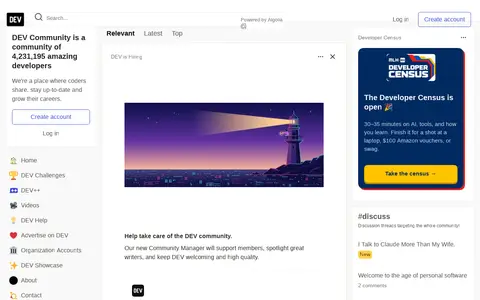 DEV
Search...
Powered by Algolia
Log in
Create account
DEV Community is a
community of
4,231,195 amazing
developers
We're a place where coders
share, stay up-to-date and
grow their careers.
Create account
Log in
Home
DEV Challenges
DEV++
Videos
DEV Help
Advertise on DEV
Organization Accounts
DEV Showcase
About
Contact
Relevant
Latest
Top
DEV is Hiring
Help take care of the DEV community.
Our new Community Manager will support members, spotlight great
writers, and keep DEV welcoming and high quality.
DEV
Developer Census
MLH DEV
DEVELOPER
CENSUS
The Developer Census is
open 🎉
30–35 minutes on AI, tools, and how
you learn. Finish it for a shot at a
laptop, $100 Amazon vouchers, or
swag.
Take the census →
#discuss
Discussion threads targeting the whole community!
I Talk to Claude More Than My Wife.
New
Welcome to the age of personal software
2 comments